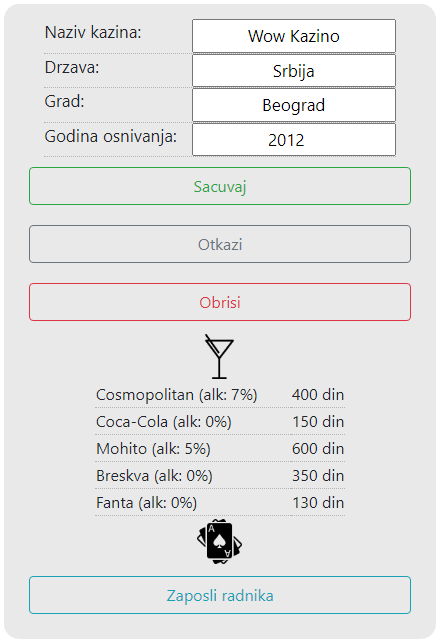 Naziv kazina: Wow Kazino
Drzava: Srbija
Grad: Beograd
Godina osnivanja: 2012
Sacuvaj
Otkazi
Obrisi
Cosmopolitan (alk: 7%) 400 din
Coca-Cola (alk: 0%) 150 din
Mohito (alk: 5%) 600 din
Breskva (alk: 0%) 350 din
Fanta (alk: 0%) 130 din
A
A
Zaposli radnika